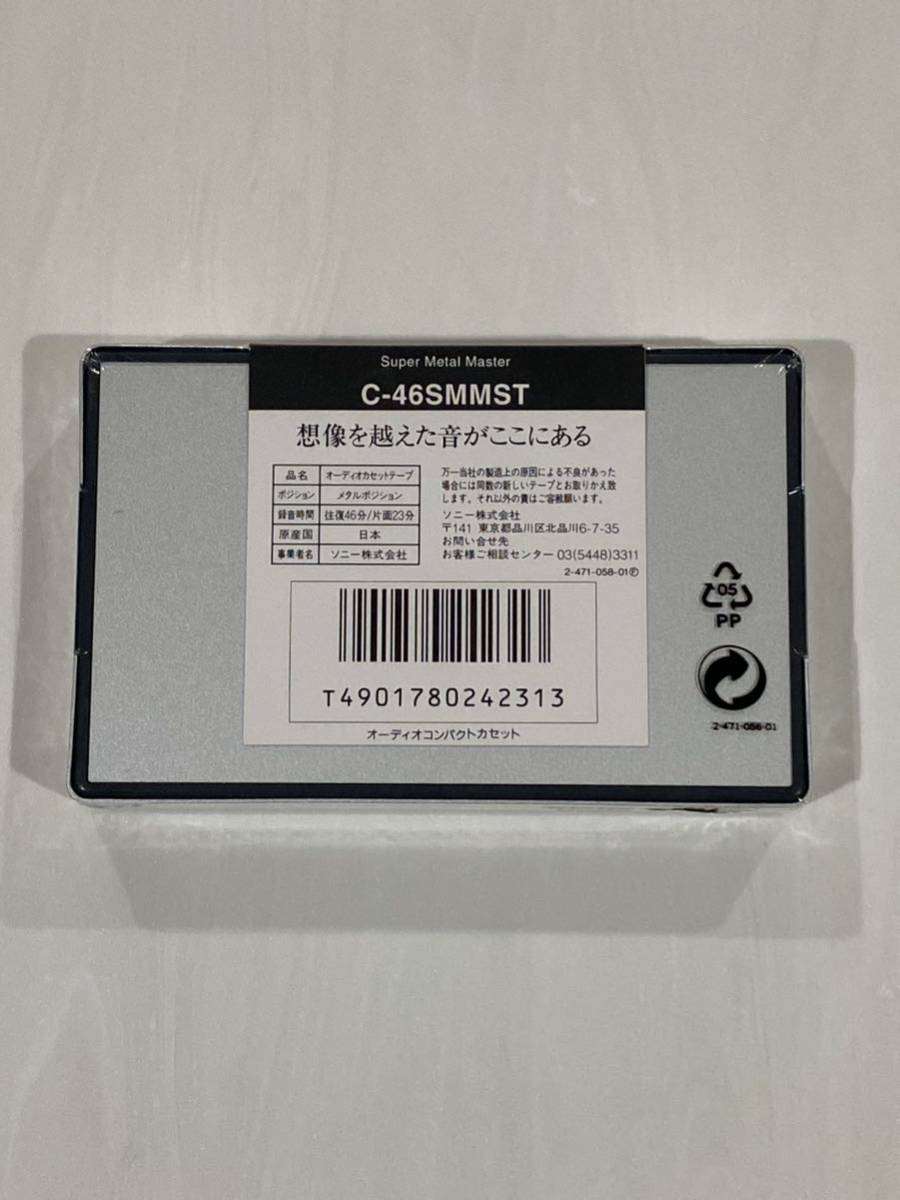 Super Metal Master
C-46SMMST
想像を越えた音がここにある
品名 オーディオカセットテープ
ポジション メタルポジション
録音時間 往復46分/片面23分
原産国 日本
事業者名 ソニー株式会社
万一当社の製造上の原因による不良があった
場合には同数の新しいテープとお取りかえ致
します。それ以外の責はご容赦願います。
ソニー株式会社
〒141 東京都品川区北品川6-7-35
お問い合せ先
お客様ご相談センター 03(5448)3311
2-471-058-01Ⓕ
T4901780242313
オーディオコンパクトカセット
05
PP
2-471-056-01